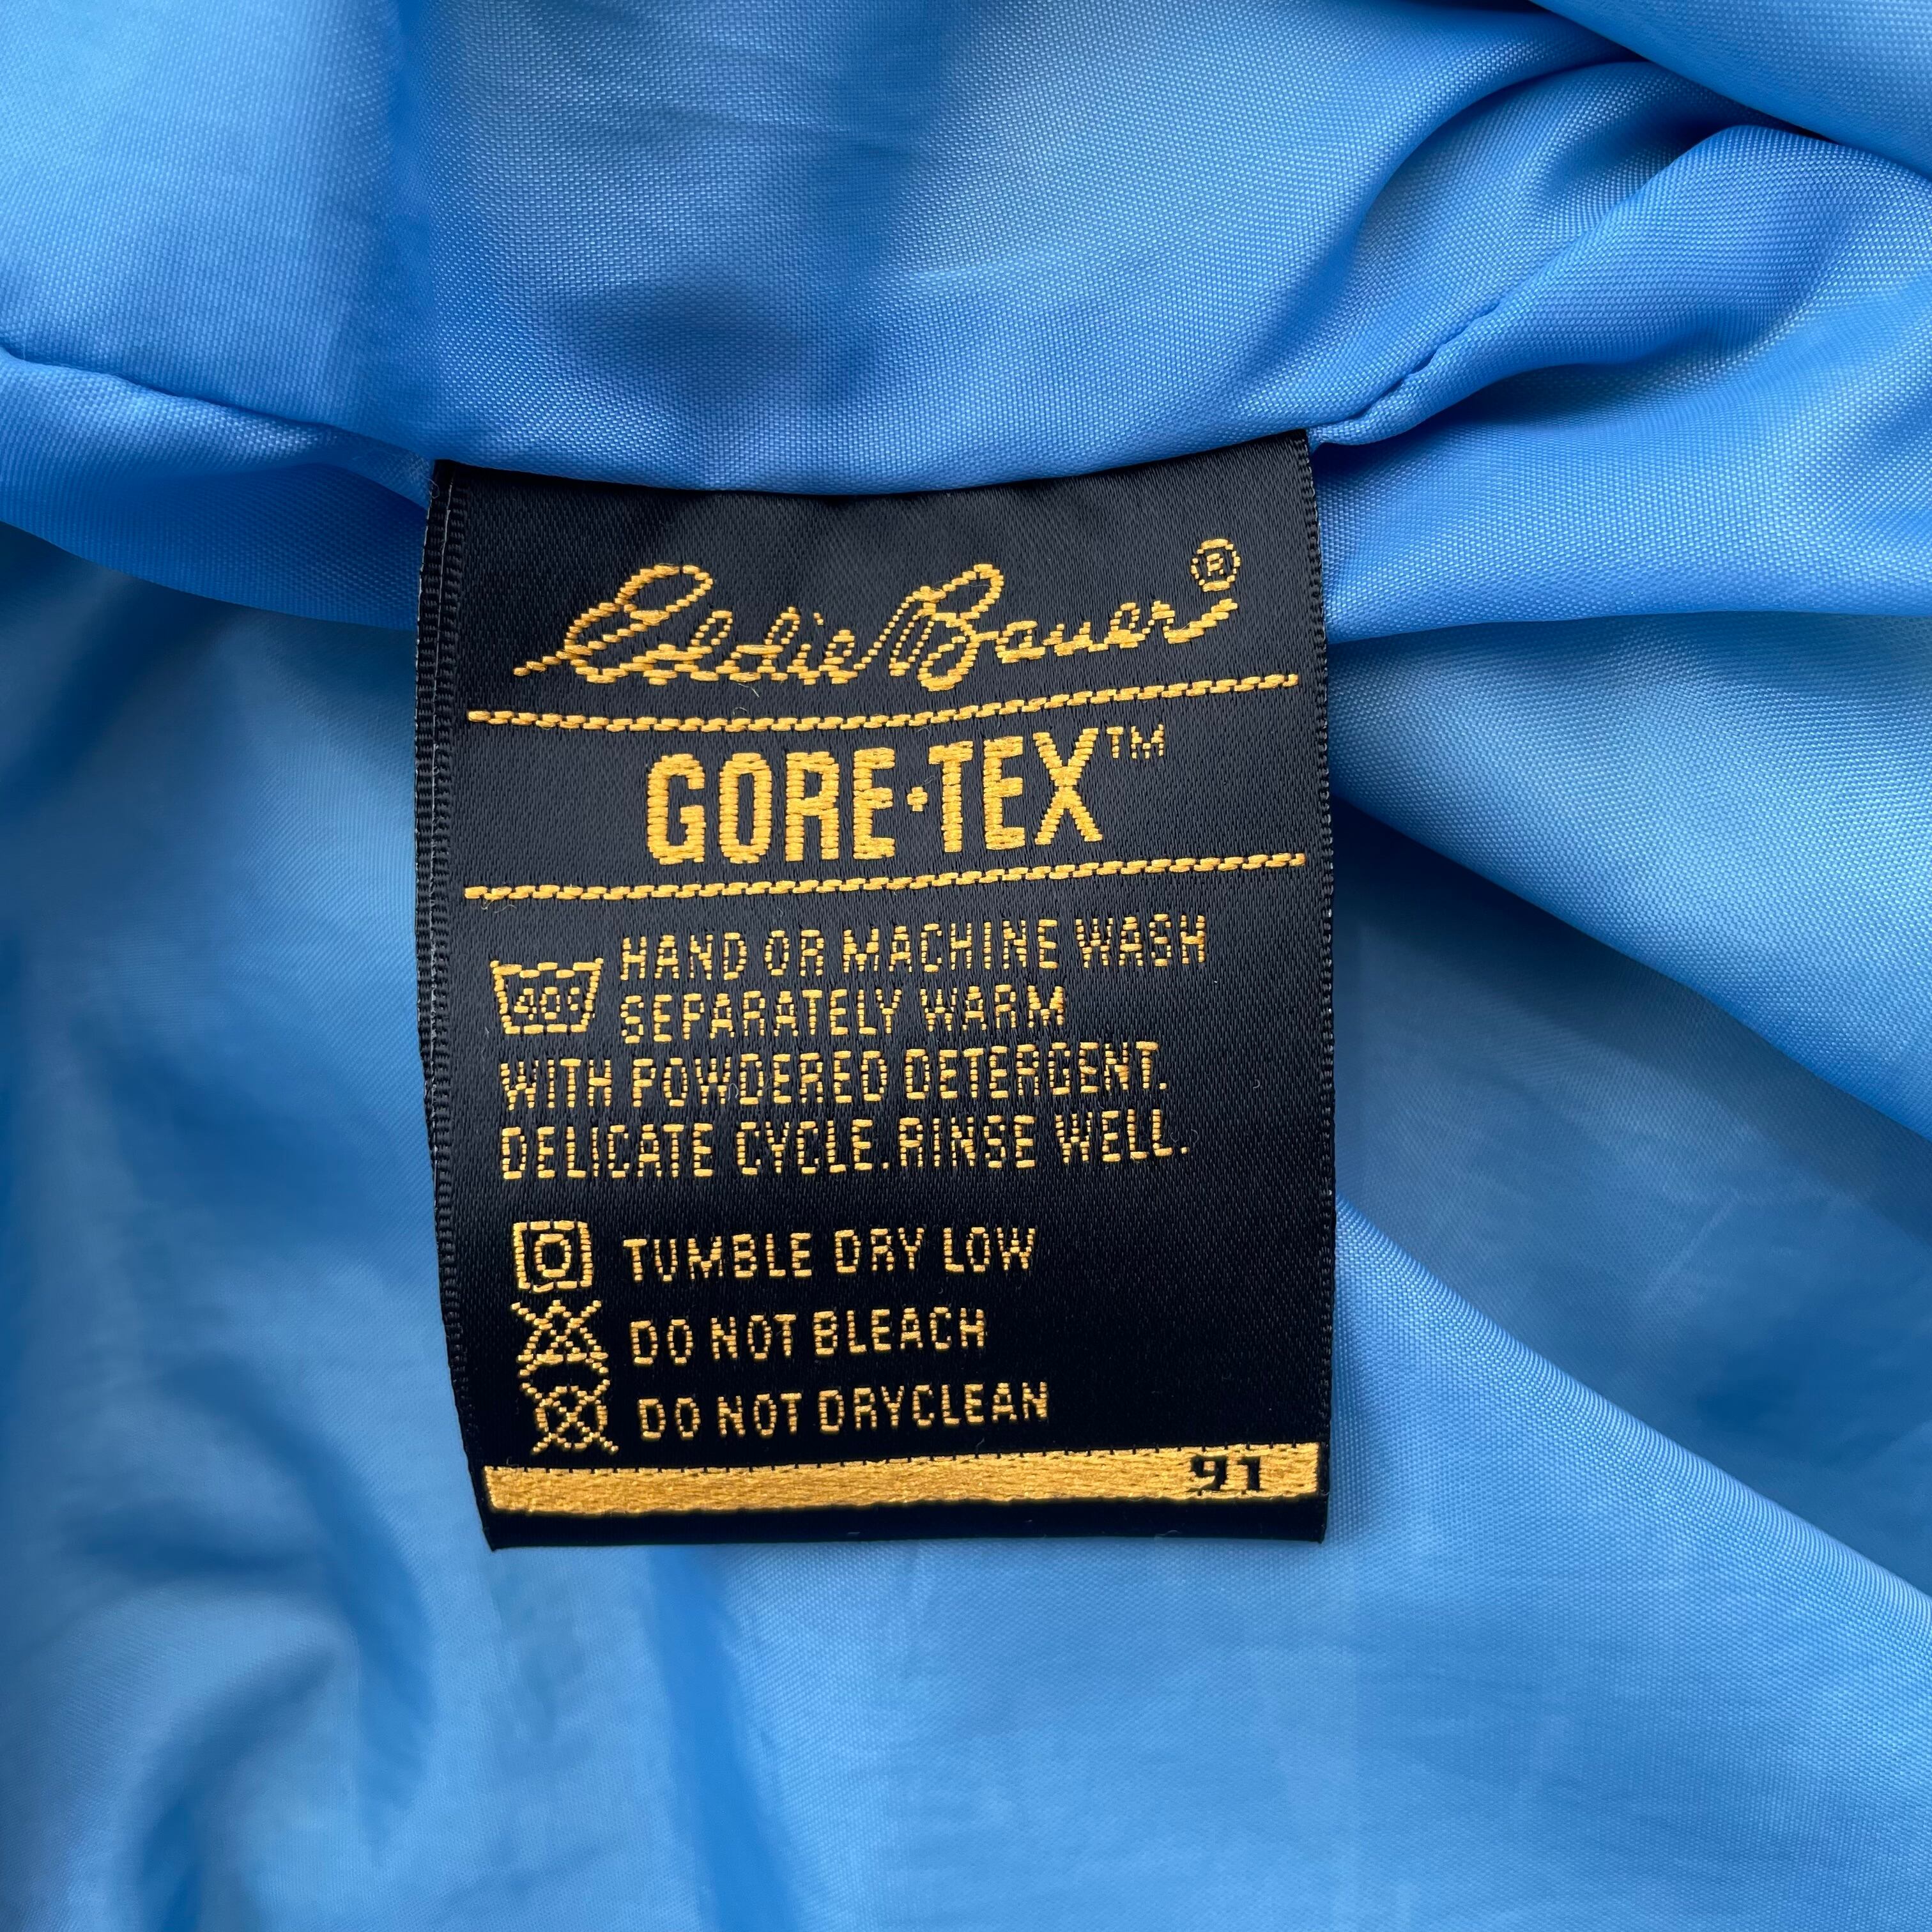 Eddie Bauer®
GORE-TEX™
40° HAND OR MACHINE WASH
SEPARATELY WARM
WITH POWDERED DETERGENT.
DELICATE CYCLE. RINSE WELL.
TUMBLE DRY LOW
DO NOT BLEACH
DO NOT DRYCLEAN
91